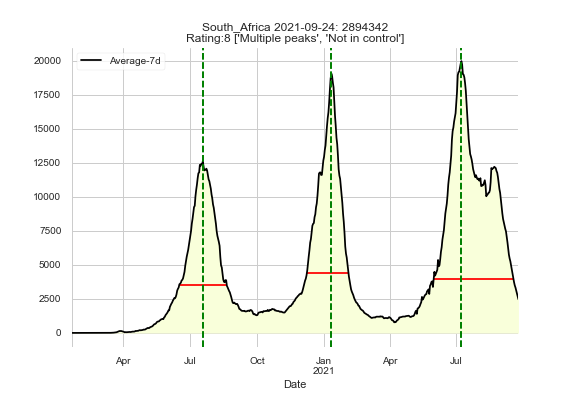 South_Africa 2021-09-24: 2894342
Rating:8 ['Multiple peaks', 'Not in control']
Average-7d
20000
17500
15000
12500
10000
7500
5000
2500
0
Apr Jul Oct Jan Apr Jul
2021
Date